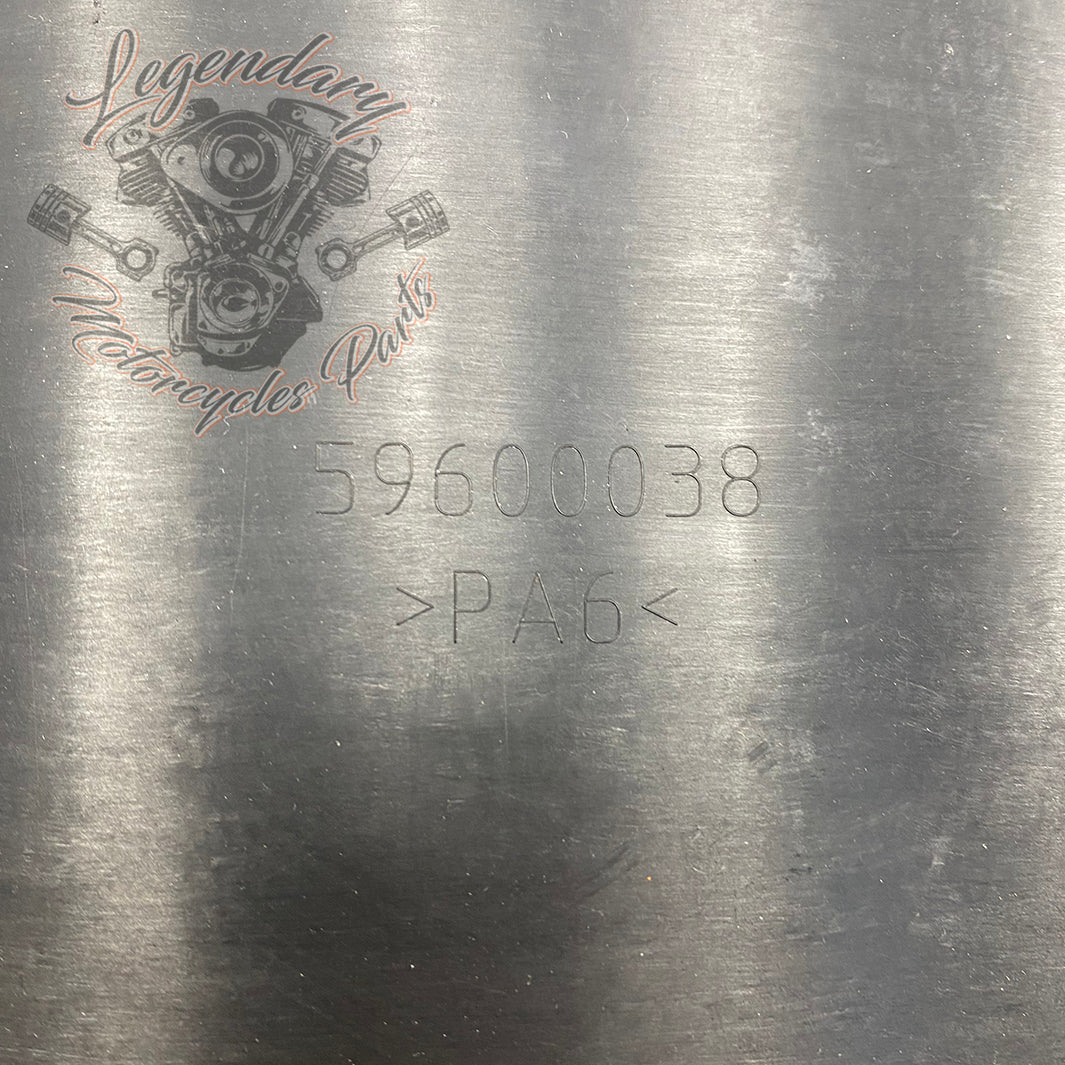 Legendary
Motorcycles Parts
59600038
>PA6<